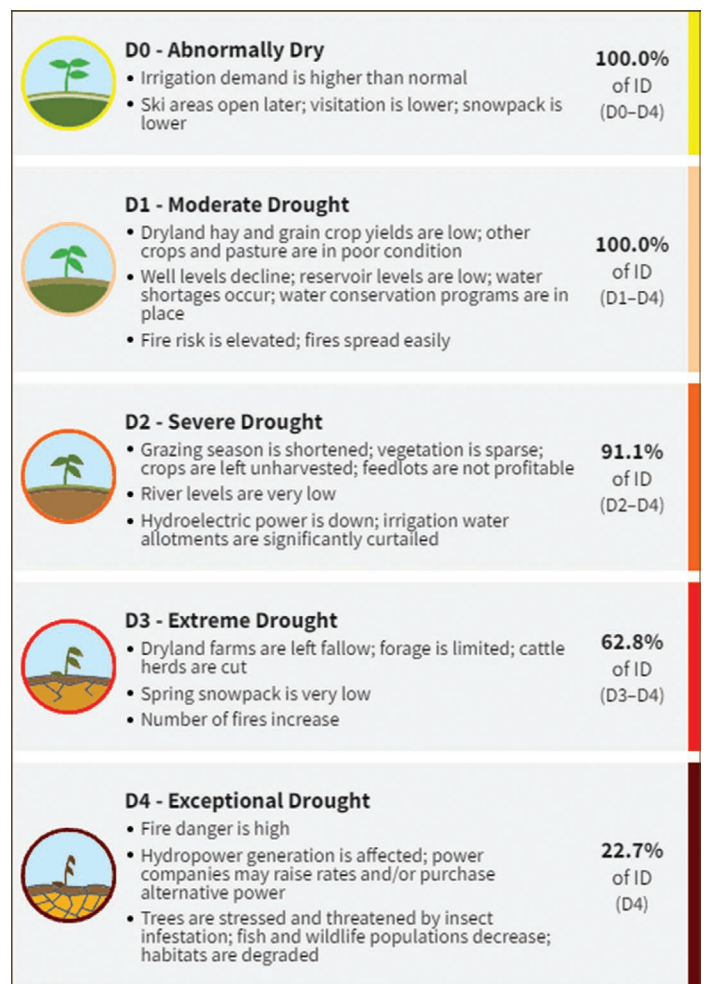 D0 - Abnormally Dry
• Irrigation demand is higher than normal
• Ski areas open later; visitation is lower; snowpack is
lower
100.0%
of ID
(D0–D4)
D1 - Moderate Drought
• Dryland hay and grain crop yields are low; other
crops and pasture are in poor condition
• Well levels decline; reservoir levels are low; water
shortages occur; water conservation programs are in
place
• Fire risk is elevated; fires spread easily
100.0%
of ID
(D1–D4)
D2 - Severe Drought
• Grazing season is shortened; vegetation is sparse;
crops are left unharvested; feedlots are not profitable
• River levels are very low
• Hydroelectric power is down; irrigation water
allotments are significantly curtailed
91.1%
of ID
(D2–D4)
D3 - Extreme Drought
• Dryland farms are left fallow; forage is limited; cattle
herds are cut
• Spring snowpack is very low
• Number of fires increase
62.8%
of ID
(D3–D4)
D4 - Exceptional Drought
• Fire danger is high
• Hydropower generation is affected; power
companies may raise rates and/or purchase
alternative power
• Trees are stressed and threatened by insect
infestation; fish and wildlife populations decrease;
habitats are degraded
22.7%
of ID
(D4)